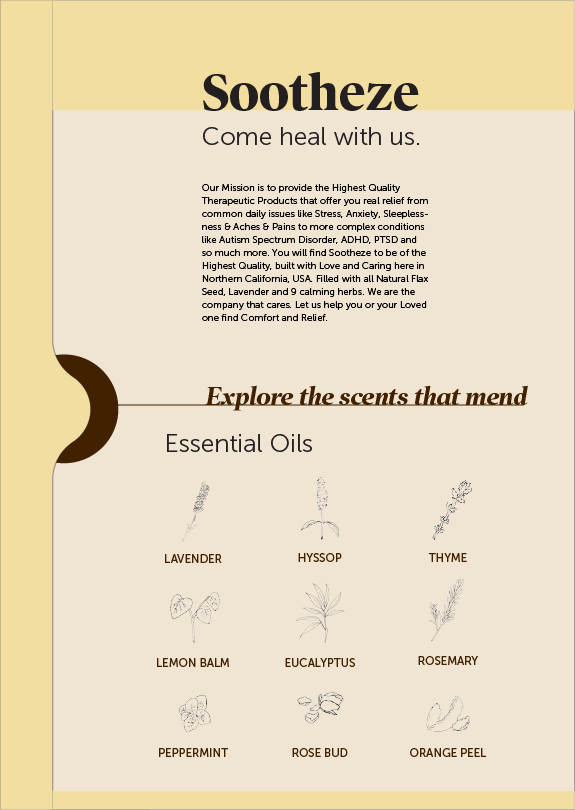 Sootheze
Come heal with us.
Our Mission is to provide the Highest Quality
Therapeutic Products that offer you real relief from
common daily issues like Stress, Anxiety, Sleepless-
ness & Aches & Pains to more complex conditions
like Autism Spectrum Disorder, ADHD, PTSD and
so much more. You will find Sootheze to be of the
Highest Quality, built with Love and Caring here in
Northern California, USA. Filled with all Natural Flax
Seed, Lavender and 9 calming herbs. We are the
company that cares. Let us help you or your Loved
one find Comfort and Relief.
Explore the scents that mend
Essential Oils
LAVENDER HYSSOP THYME
LEMON BALM EUCALYPTUS ROSEMARY
PEPPERMINT ROSE BUD ORANGE PEEL